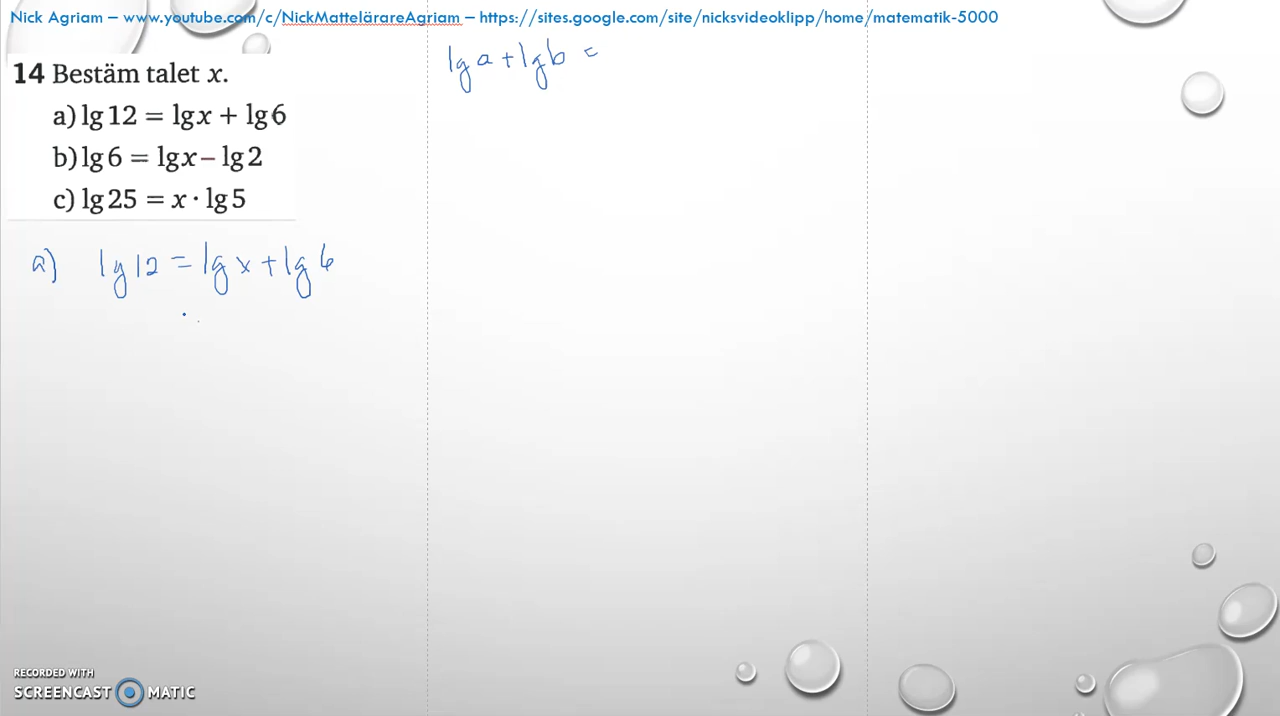 Nick Agriam – www.youtube.com/c/NickMattelärareAgriam – https://sites.google.com/site/nicksvideoklipp/home/matematik-5000
14 Bestäm talet x.
a) lg 12 = lg x + lg 6
b) lg 6 = lg x – lg 2
c) lg 25 = x · lg 5
a) lg 12 = lg x + lg 6
lg a + lg b =
RECORDED WITH
SCREENCAST MATIC